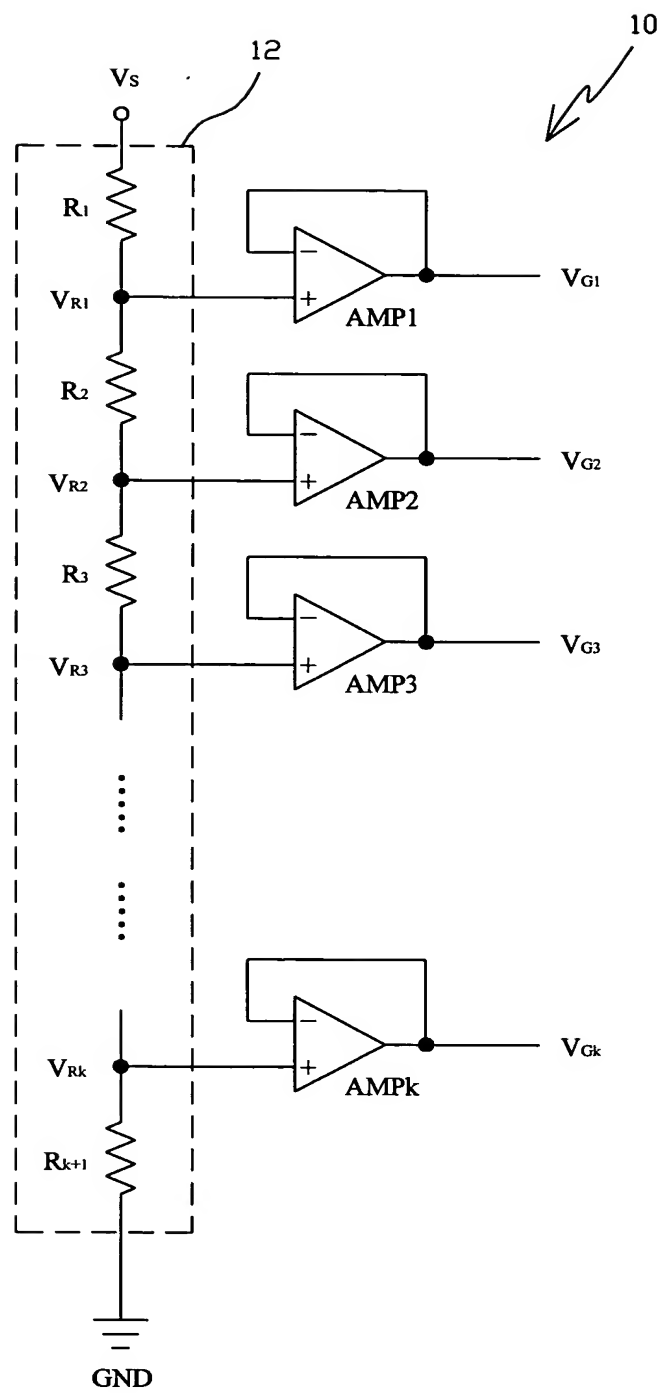 10
12
Vs
R1
−
+
AMP1
VR1
VG1
R2
−
+
AMP2
VR2
VG2
R3
−
+
AMP3
VR3
VG3
−
+
AMPk
VRk
VGk
Rk+1
GND